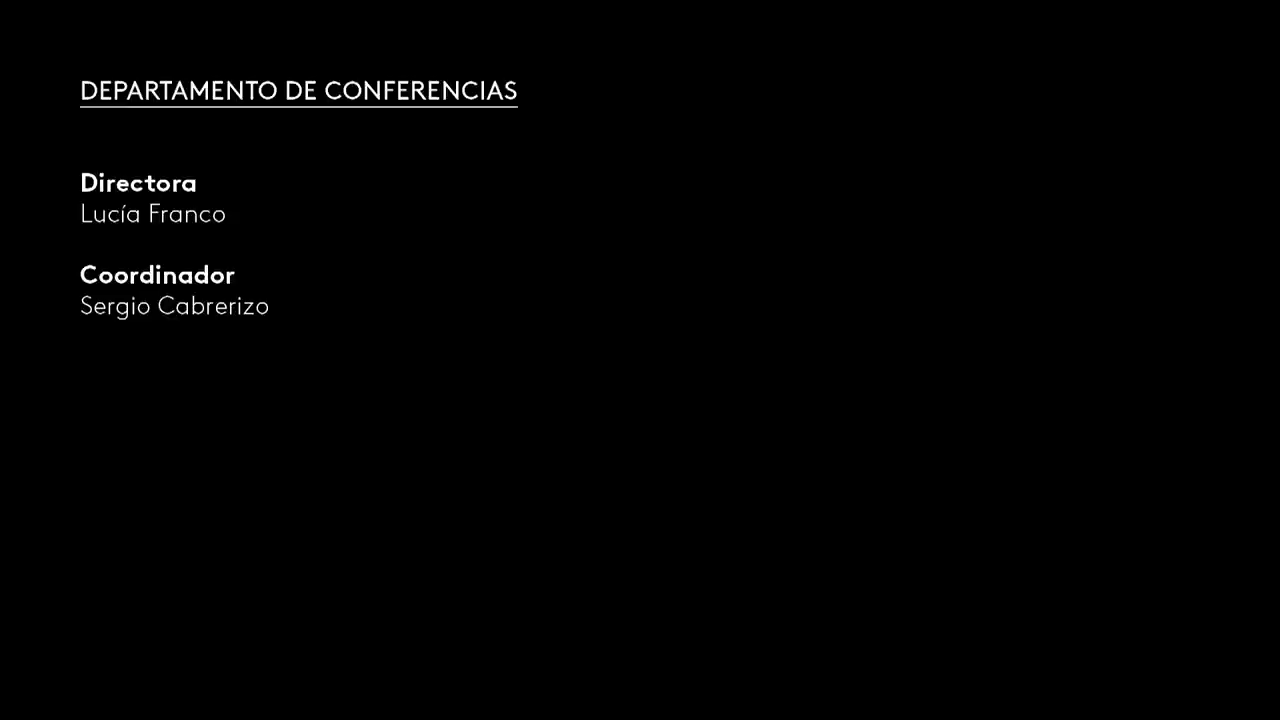 DEPARTAMENTO DE CONFERENCIAS
Directora
Lucía Franco
Coordinador
Sergio Cabrerizo